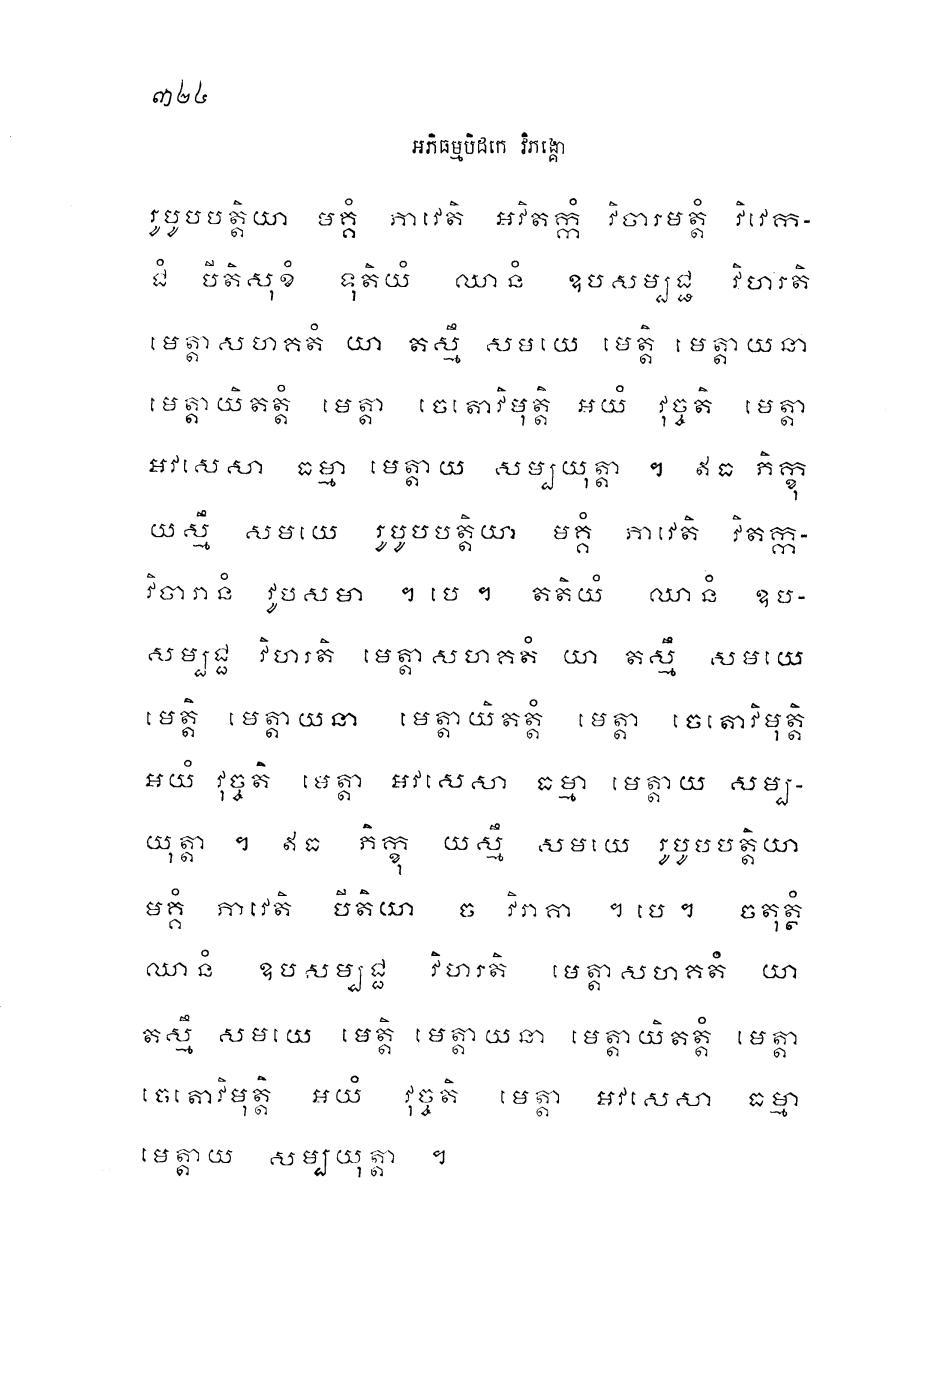 ៣២៤
អភិធម្មបិដកេ វិភង្គោ
រូបូបបត្តិយា មគ្គំ ភាវេតិ អវិតក្កំ វិចារមត្តំ វិវេក-
ជំ បីតិសុខំ ទុតិយំ ឈានំ ឧបសម្បជ្ជ វិហរតិ
មេត្តាសហគតំ យា តស្មឹ សមយេ មេត្តិ មេត្តាយនា
មេត្តាយិតត្តំ មេត្តា ចេតោវិមុត្តិ អយំ វុច្ចតិ មេត្តា
អវសេសា ធម្មា មេត្តាយ សម្បយុត្តា ។ ឥធ ភិក្ខុ
យស្មឹ សមយេ រូបូបបត្តិយា មគ្គំ ភាវេតិ វិតក្ក-
វិចារានំ វូបសមា ។ បេ ។ តតិយំ ឈានំ ឧប-
សម្បជ្ជ វិហរតិ មេត្តាសហគតំ យា តស្មឹ សមយេ
មេត្តិ មេត្តាយនា មេត្តាយិតត្តំ មេត្តា ចេតោវិមុត្តិ
អយំ វុច្ចតិ មេត្តា អវសេសា ធម្មា មេត្តាយ សម្ប-
យុត្តា ។ ឥធ ភិក្ខុ យស្មឹ សមយេ រូបូបបត្តិយា
មគ្គំ ភាវេតិ បីតិយា ច វិរាគា ។ បេ ។ ចតុត្ថំ
ឈានំ ឧបសម្បជ្ជ វិហរតិ មេត្តាសហគតំ យា
តស្មឹ សមយេ មេត្តិ មេត្តាយនា មេត្តាយិតត្តំ មេត្តា
ចេតោវិមុត្តិ អយំ វុច្ចតិ មេត្តា អវសេសា ធម្មា
មេត្តាយ សម្បយុត្តា ។